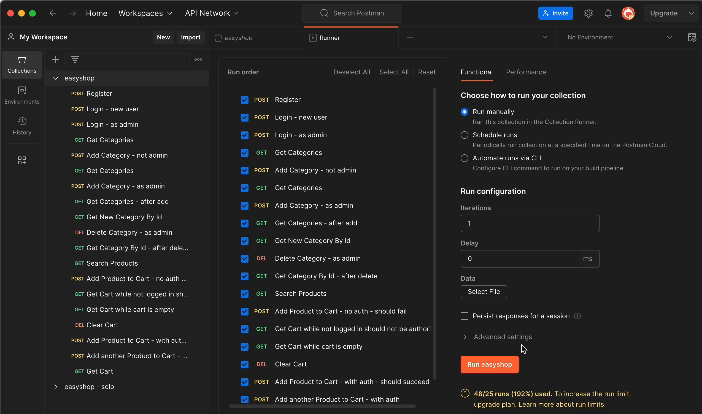 Home Workspaces API Network Search Postman Invite Upgrade
My Workspace New Import easyshop Runner No Environment
Collections
Environments
History
easyshop
POST Register
POST Login - new user
POST Login - as admin
GET Get Categories
POST Add Category - not admin
GET Get Categories
POST Add Category - as admin
GET Get Categories - after add
GET Get New Category By Id
DEL Delete Category - as admin
GET Get Category By Id - after dele...
GET Search Products
POST Add Product to Cart - no auth ...
GET Get Cart while not logged in sh...
GET Get Cart while cart is empty
DEL Clear Cart
POST Add Product to Cart - with aut...
POST Add another Product to Cart - ...
GET Get Cart
easyshop - solo
Run order Deselect All Select All Reset
POST Register
POST Login - new user
POST Login - as admin
GET Get Categories
POST Add Category - not admin
GET Get Categories
POST Add Category - as admin
GET Get Categories - after add
GET Get New Category By Id
DEL Delete Category - as admin
GET Get Category By Id - after delete
GET Search Products
POST Add Product to Cart - no auth - should fail
GET Get Cart while not logged in should not be authori
GET Get Cart while cart is empty
DEL Clear Cart
POST Add Product to Cart - with auth - should succeed
POST Add another Product to Cart - with auth
Functional Performance
Choose how to run your collection
Run manually
Run this collection in the Collection Runner.
Schedule runs
Periodically run collection at a specified time on the Postman Cloud.
Automate runs via CLI
Configure CLI command to run on your build pipeline.
Run configuration
Iterations
1
Delay
0 ms
Data
Select File
Persist responses for a session
Advanced settings
Run easyshop
48/25 runs (192%) used. To increase the run limit,
upgrade plan. Learn more about run limits.